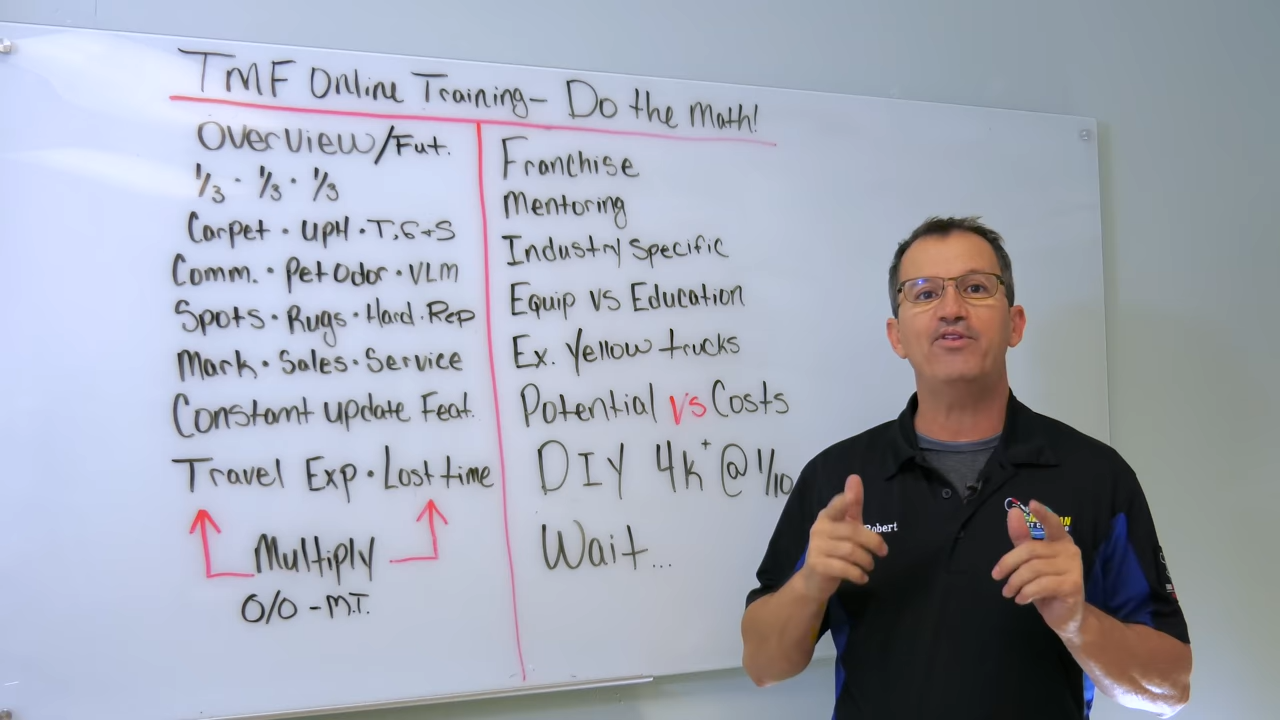 TMF Online Training- Do the Math!
Overview/Fut.
1/3 · 1/3 · 1/3
Carpet · UPH · T,G+S
Comm. · Pet Odor · VLM
Spots · Rugs · Hard · Rep
Mark · Sales · Service
Constant update Feat.
Travel Exp · Lost time
Multiply
O/O - M.T.
Franchise
Mentoring
Industry Specific
Equip vs Education
Ex. Yellow trucks
Potential vs Costs
DIY 4k+ @ 1/10
Wait...
Robert